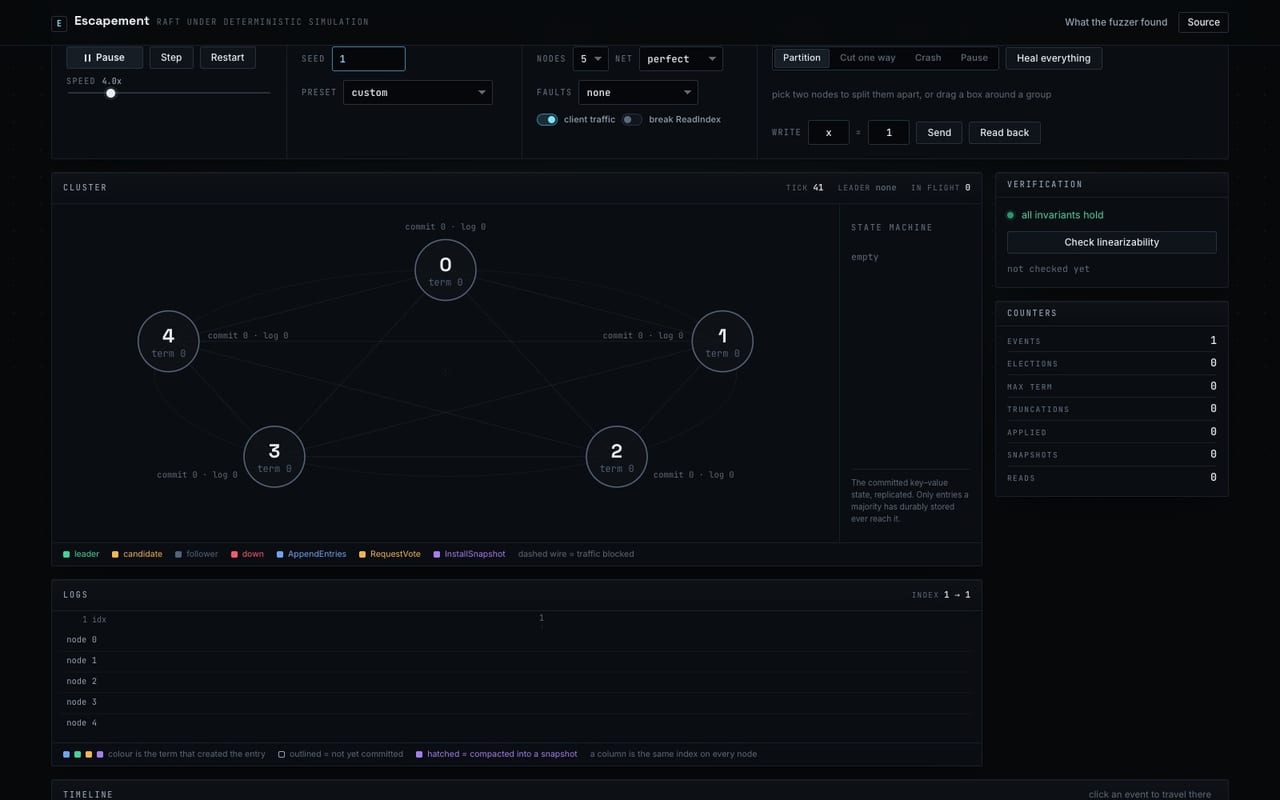 E Escapement RAFT UNDER DETERMINISTIC SIMULATION What the fuzzer found Source
Pause Step Restart
SPEED 4.0x
SEED 1
PRESET custom
NODES 5 NET perfect
FAULTS none
client traffic break ReadIndex
Partition Cut one way Crash Pause Heal everything
pick two nodes to split them apart, or drag a box around a group
WRITE x = 1 Send Read back
CLUSTER TICK 41 LEADER none IN FLIGHT 0
commit 0 · log 0
0
term 0
4
term 0
commit 0 · log 0
commit 0 · log 0
1
term 0
3
term 0
commit 0 · log 0
2
term 0
commit 0 · log 0
STATE MACHINE
empty
The committed key-value
state, replicated. Only entries a
majority has durably stored
ever reach it.
leader candidate follower down AppendEntries RequestVote InstallSnapshot dashed wire = traffic blocked
VERIFICATION
all invariants hold
Check linearizability
not checked yet
COUNTERS
EVENTS 1
ELECTIONS 0
MAX TERM 0
TRUNCATIONS 0
APPLIED 0
SNAPSHOTS 0
READS 0
LOGS INDEX 1 → 1
1 idx 1
node 0
node 1
node 2
node 3
node 4
colour is the term that created the entry outlined = not yet committed hatched = compacted into a snapshot a column is the same index on every node
TIMELINE click an event to travel there